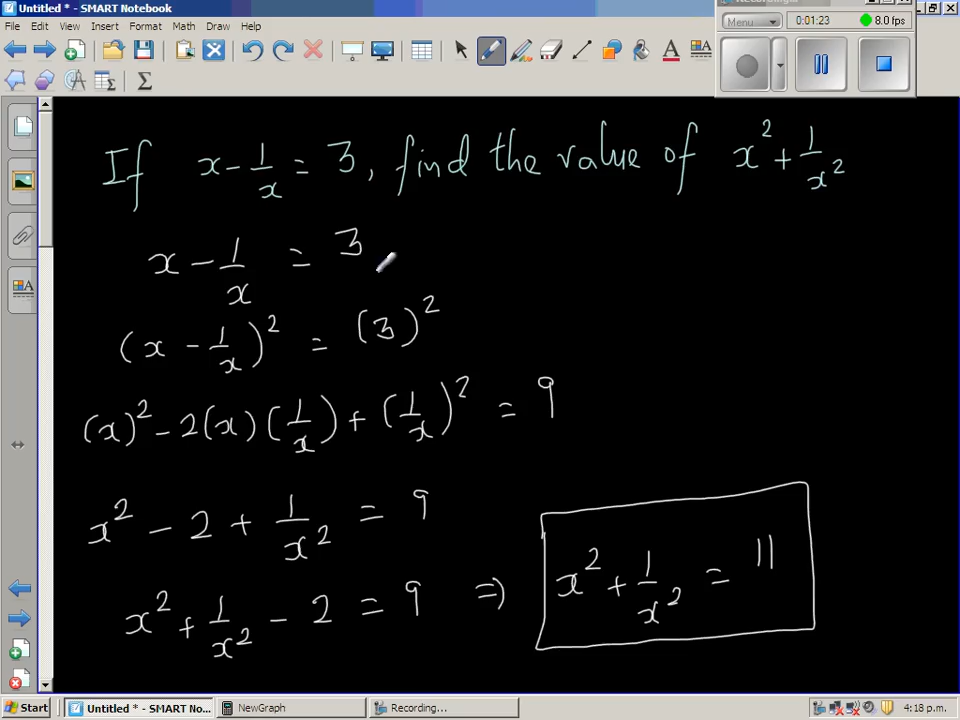 Untitled * - SMART Notebook
File Edit View Insert Format Tools Menu Draw Help
Menu 0:01:23 8.0 fps
If x - 1/x = 3, find the value of x² + 1/x²
x - 1/x = 3
(x - 1/x)² = (3)²
(x)² - 2(x)(1/x) + (1/x)² = 9
x² - 2 + 1/x² = 9
x² + 1/x² - 2 = 9 ⇒ x² + 1/x² = 11
Start Untitled * - SMART No... NewGraph Recording... 4:18 p.m.